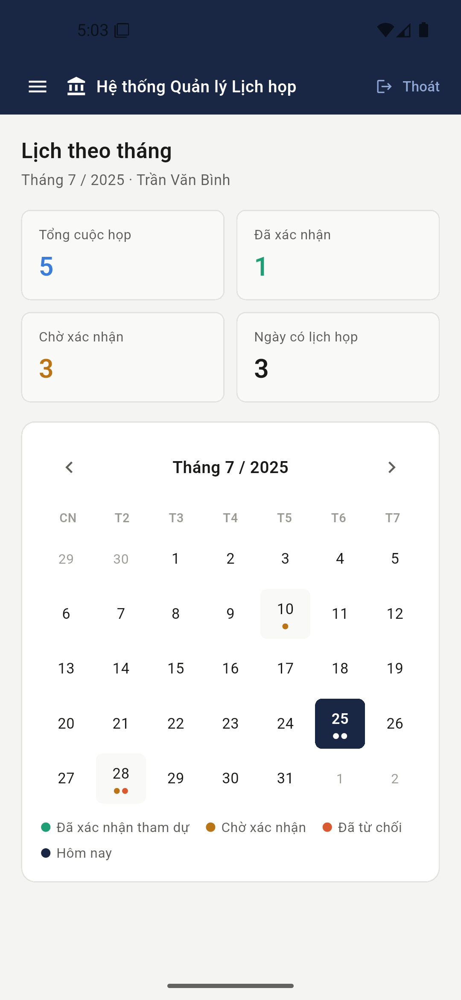 5:03
Hệ thống Quản lý Lịch họp
Thoát
Lịch theo tháng
Tháng 7 / 2025 · Trần Văn Bình
Tổng cuộc họp
5
Đã xác nhận
1
Chờ xác nhận
3
Ngày có lịch họp
3
Tháng 7 / 2025
CN T2 T3 T4 T5 T6 T7
29 30 1 2 3 4 5
6 7 8 9 10 11 12
13 14 15 16 17 18 19
20 21 22 23 24 25 26
27 28 29 30 31 1 2
Đã xác nhận tham dự Chờ xác nhận Đã từ chối
Hôm nay